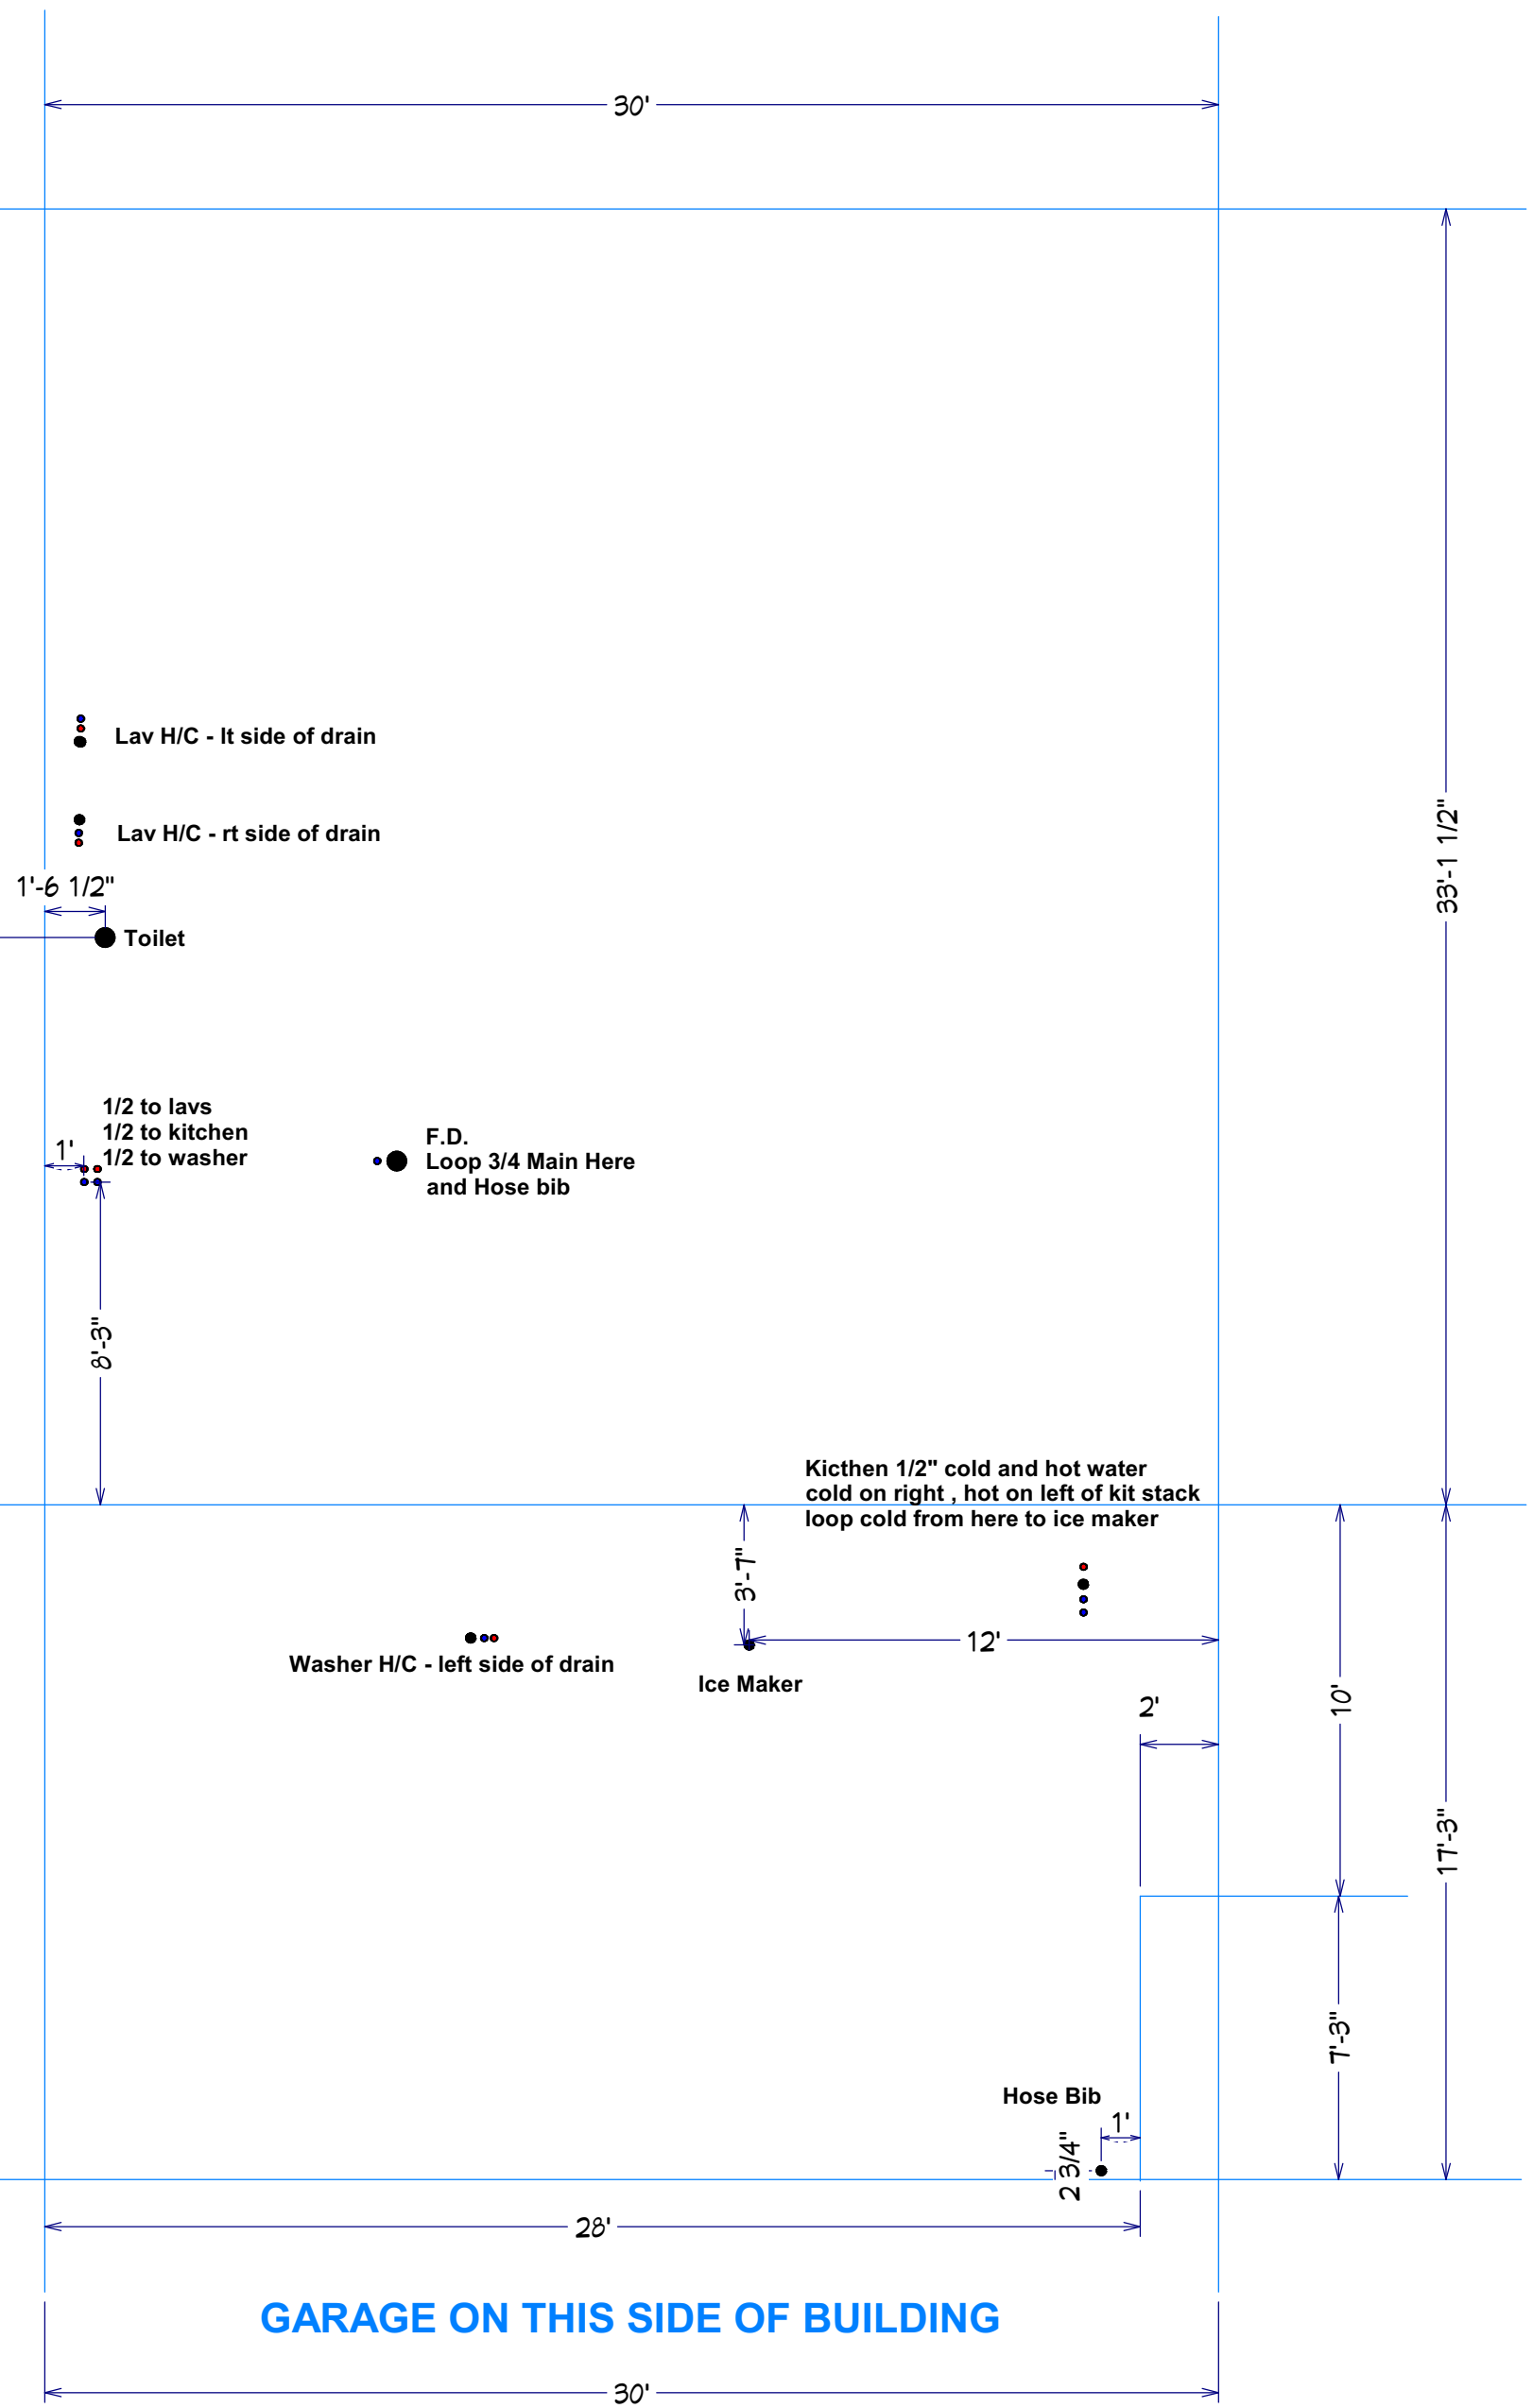 30'
Lav H/C - lt side of drain
Lav H/C - rt side of drain
33'-1 1/2"
1'-6 1/2"
Toilet
1/2 to lavs
1/2 to kitchen
1/2 to washer
1'
F.D.
Loop 3/4 Main Here
and Hose bib
8'-3"
Kicthen 1/2" cold and hot water
cold on right , hot on left of kit stack
loop cold from here to ice maker
3'-7"
12'
Washer H/C - left side of drain
Ice Maker
2'
10'
17'-3"
7'-3"
Hose Bib
1'
2 3/4"
28'
GARAGE ON THIS SIDE OF BUILDING
30'